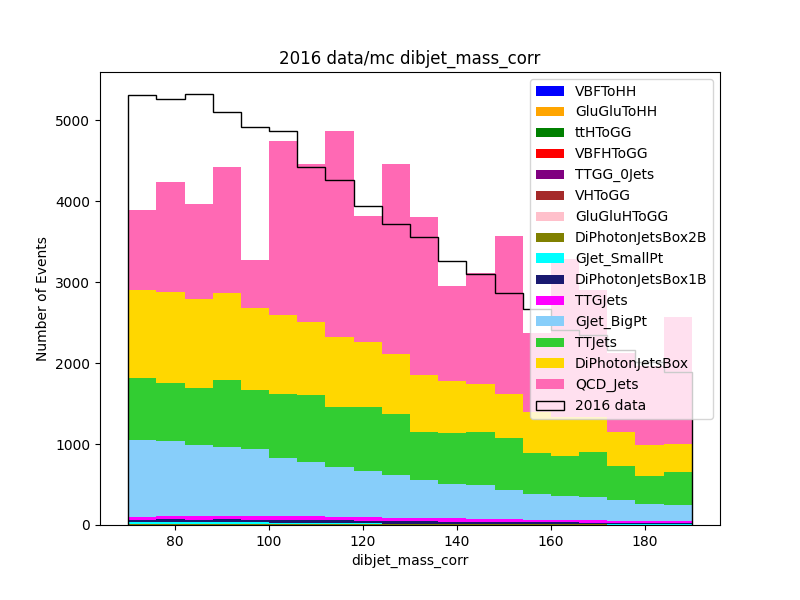 2016 data/mc dibjet_mass_corr
Number of Events
5000
4000
3000
2000
1000
0
80
100
120
140
160
180
dibjet_mass_corr
VBFToHH
GluGluToHH
ttHToGG
VBFHToGG
TTGG_0Jets
VHToGG
GluGluHToGG
DiPhotonJetsBox2B
GJet_SmallPt
DiPhotonJetsBox1B
TTGJets
GJet_BigPt
TTJets
DiPhotonJetsBox
QCD_Jets
2016 data